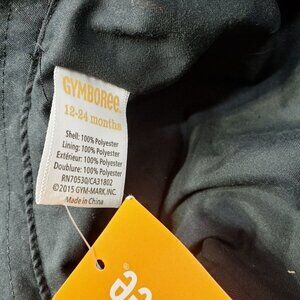 GYMBOREE
12-24 months
Shell: 100% Polyester
Lining: 100% Polyester
Extérieur: 100% Polyester
Doublure: 100% Polyester
RN70530/CA31802
©2015 GYM-MARK, INC.
Made in China